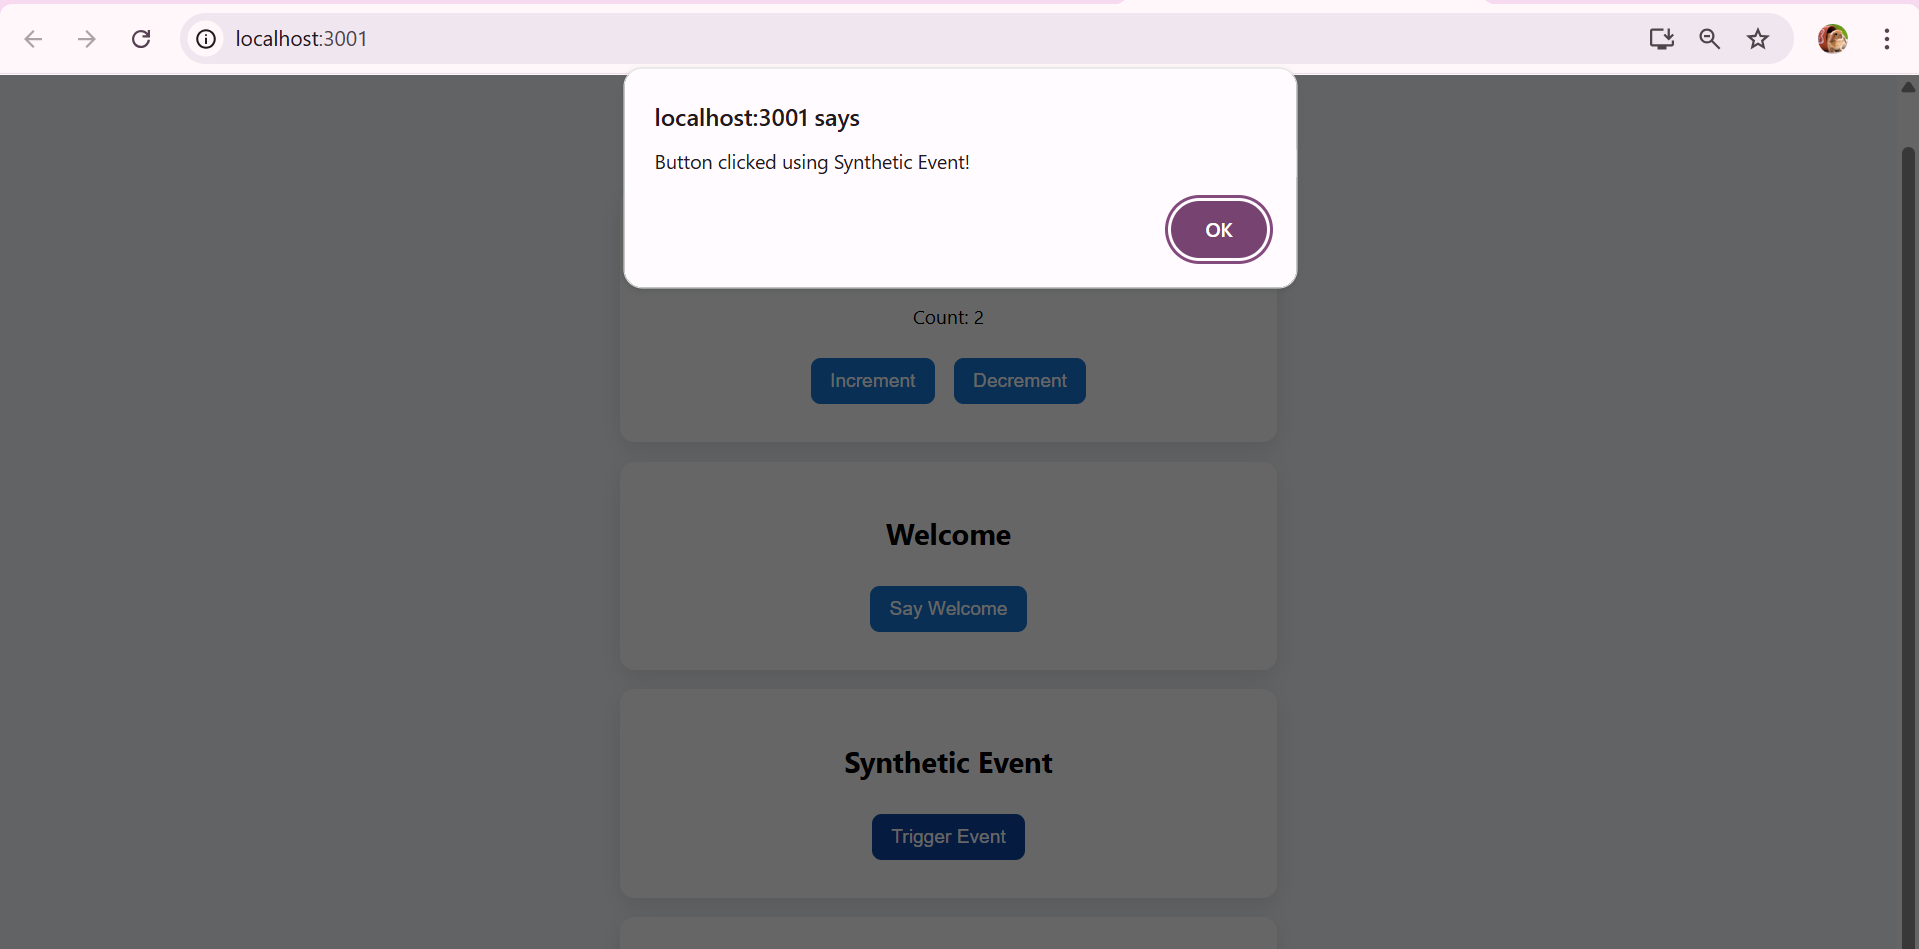 localhost:3001
localhost:3001 says
Button clicked using Synthetic Event!
OK
Count: 2
Increment Decrement
Welcome
Say Welcome
Synthetic Event
Trigger Event